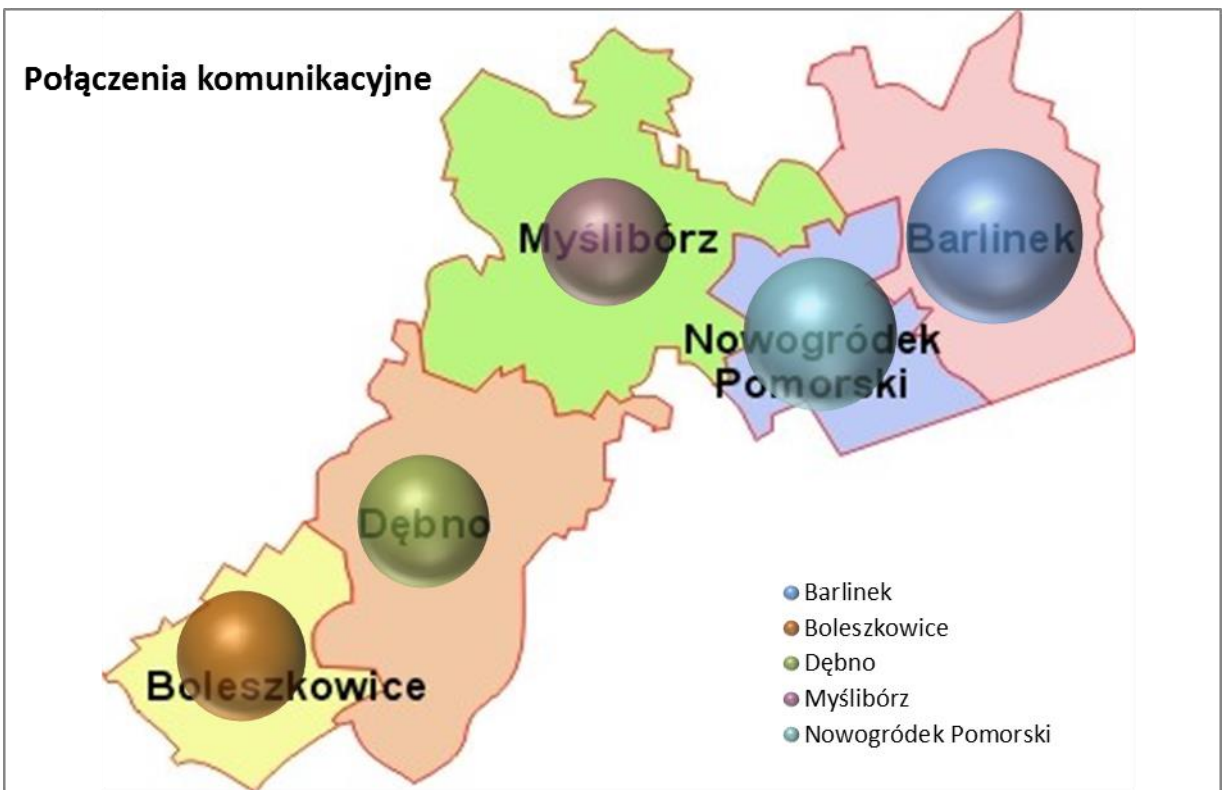 Połączenia komunikacyjne
Myślibórz
Barlinek
Nowogródek
Pomorski
Dębno
Boleszkowice
Barlinek
Boleszkowice
Dębno
Myślibórz
Nowogródek Pomorski